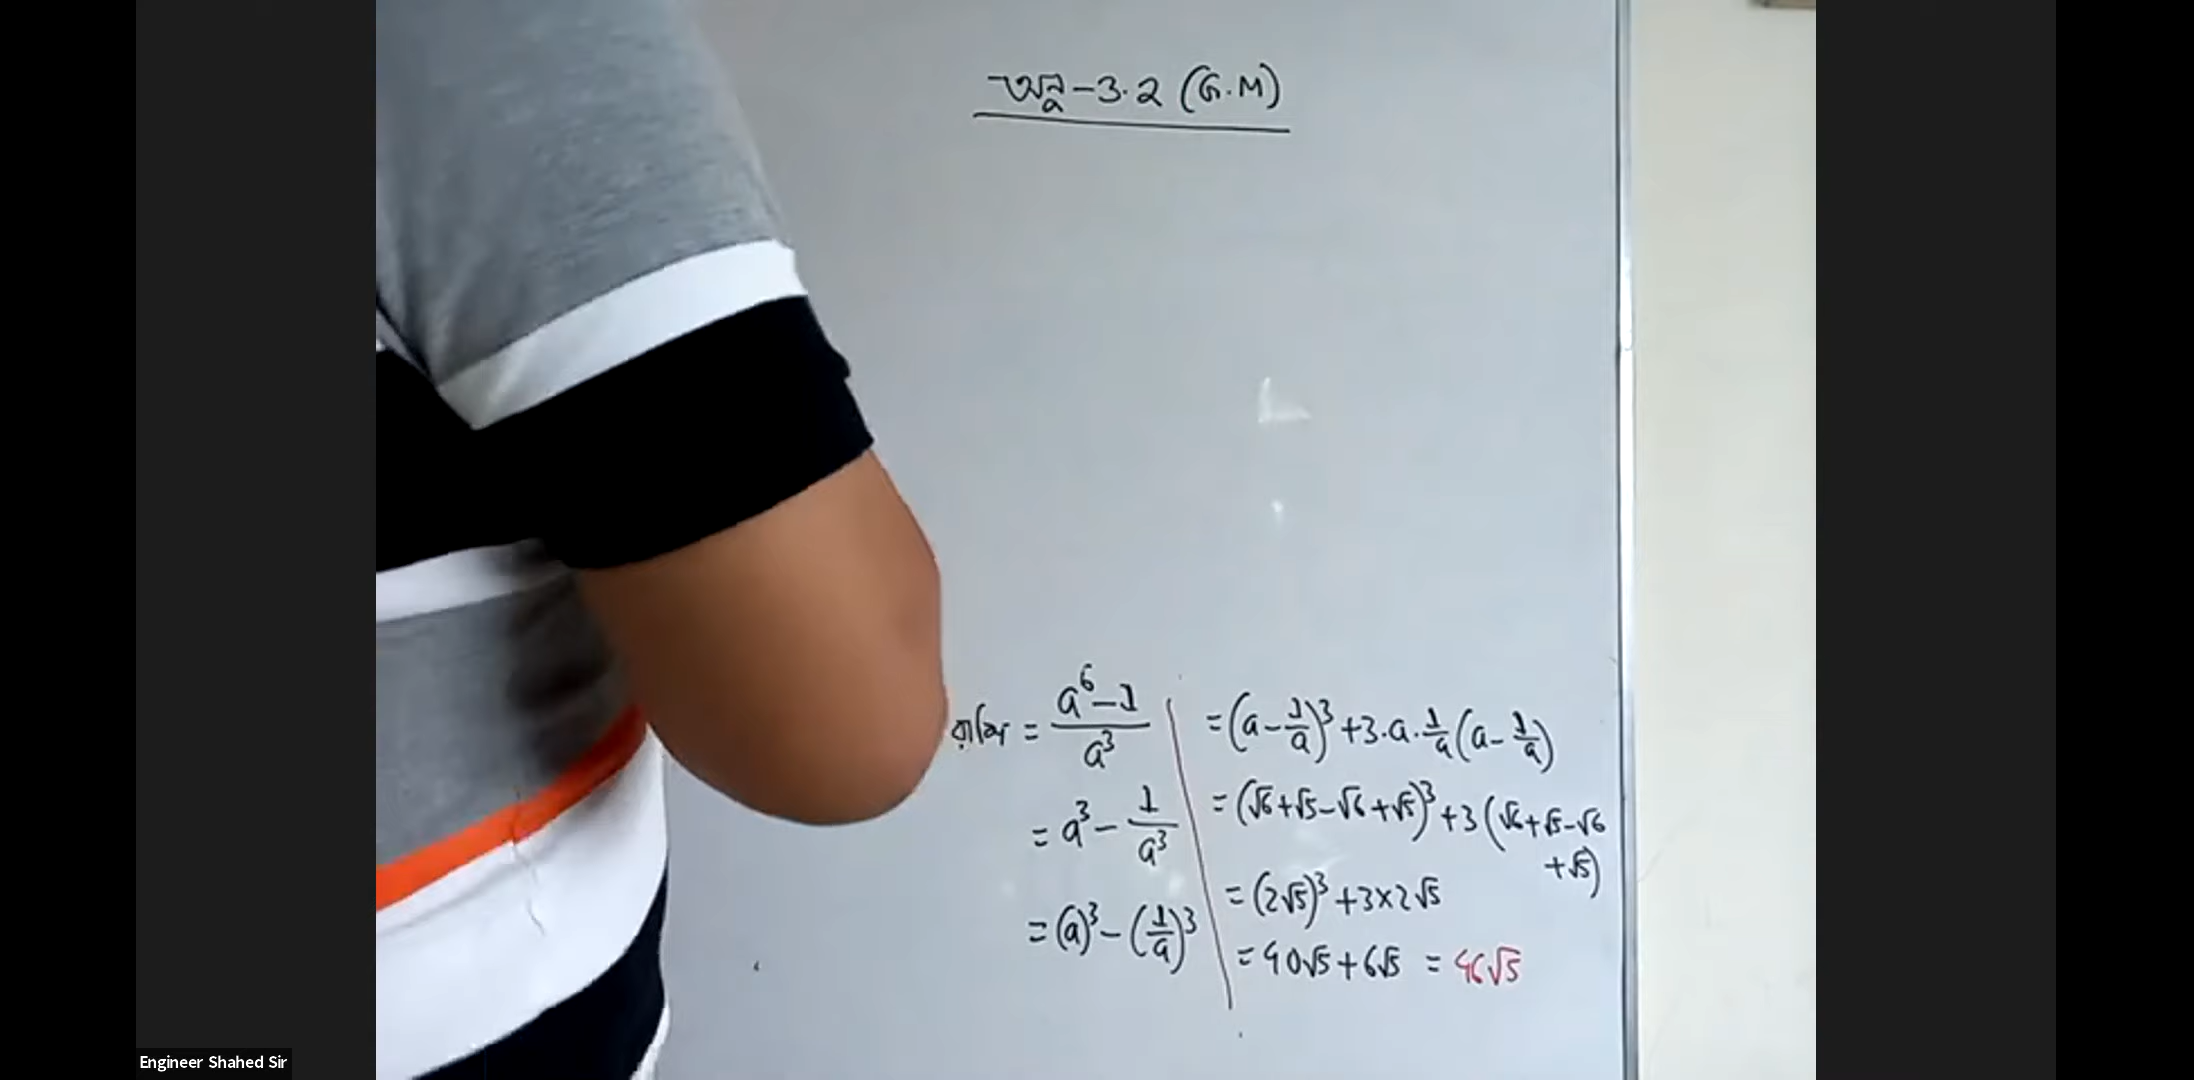 অনু-3.2 (G.M)
রাশি = a⁶-1/a³
= a³ - 1/a³
= (a)³ - (1/a)³
= (a - 1/a)³ + 3.a.1/a (a - 1/a)
= (√6+√5-√6+√5)³ + 3(√6+√5-√6
+√5)
= (2√5)³ + 3×2√5
= 40√5 + 6√5 = 46√5
Engineer Shahed Sir